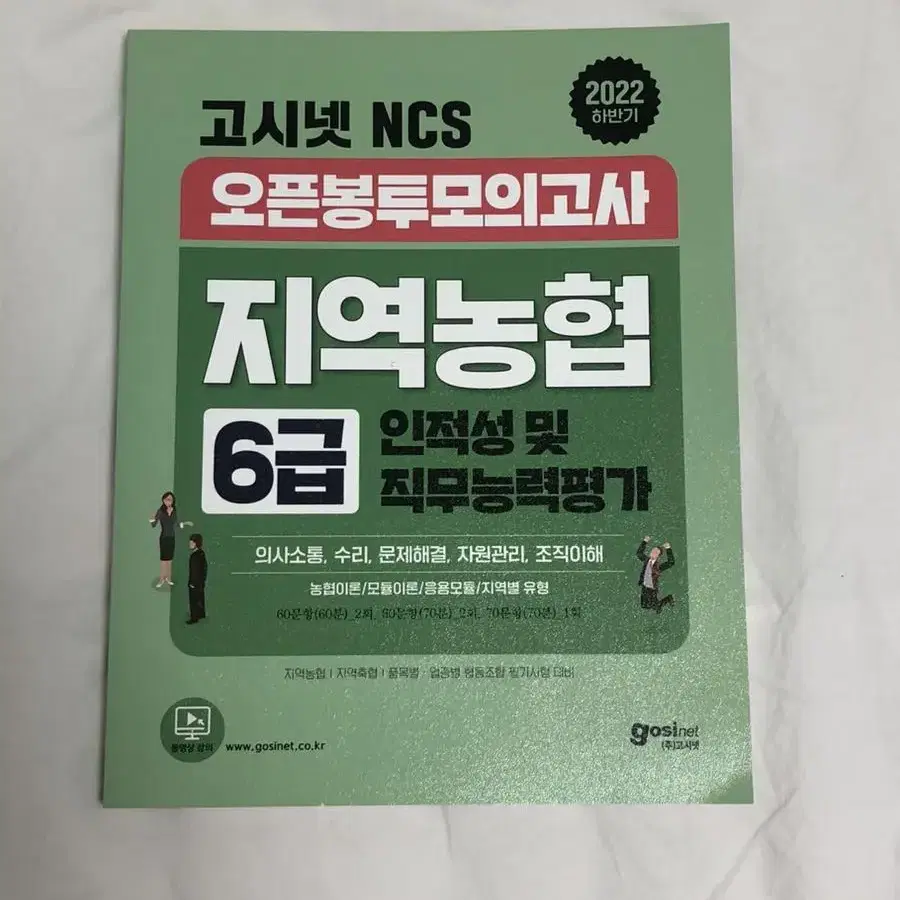 2022
하반기
고시넷 NCS
오픈봉투모의고사
지역농협
6급
인적성 및
직무능력평가
의사소통, 수리, 문제해결, 자원관리, 조직이해
농협이론/모듈이론/응용모듈/지역별 유형
60문항(60분)_2회, 60문항(70분)_2회, 70문항(70분)_1회
지역농협 | 지역축협 | 품목별·업종별 협동조합 필기시험 대비
동영상 강의
www.gosinet.co.kr
gosinet
(주)고시넷